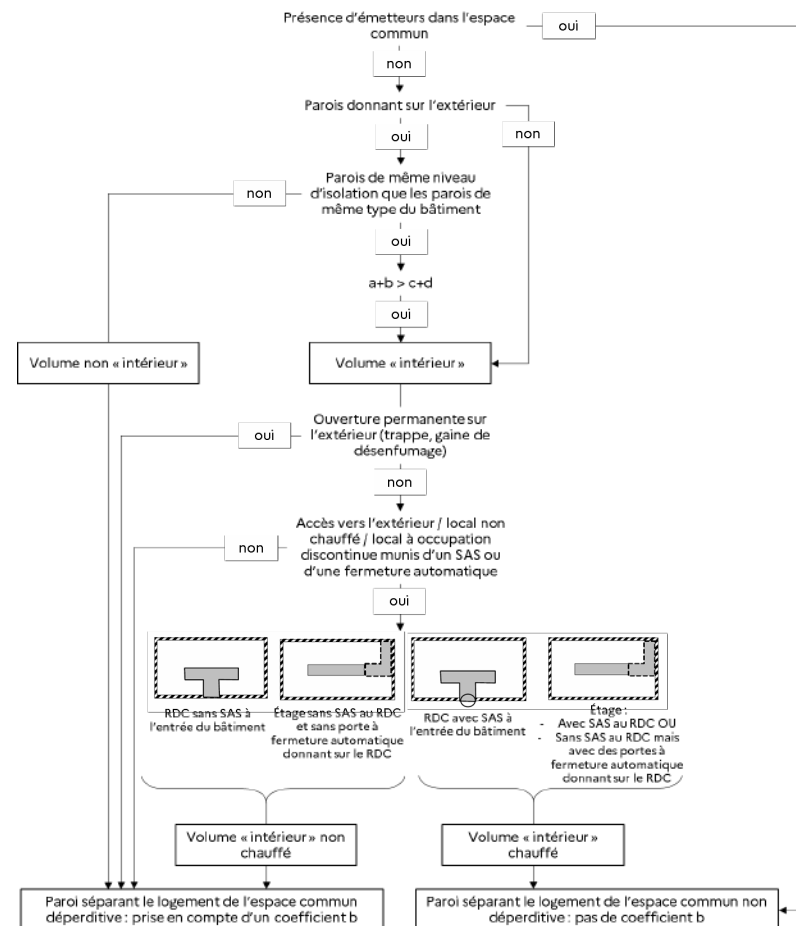 Présence d'émetteurs dans l'espace
commun
oui
non
Parois donnant sur l'extérieur
non
oui
Parois de même niveau
d'isolation que les parois de
même type du bâtiment
non
oui
a+b > c+d
oui
Volume non « intérieur »
Volume « intérieur »
Ouverture permanente sur
l'extérieur (trappe, gaine de
désenfumage)
oui
non
Accès vers l'extérieur / local non
chauffé / local à occupation
discontinue munis d'un SAS ou
d'une fermeture automatique
non
oui
RDC sans SAS à
l'entrée du bâtiment
Étage sans SAS au RDC
et sans porte à
fermeture automatique
donnant sur le RDC
RDC avec SAS à
l'entrée du bâtiment
Étage :
- Avec SAS au RDC OU
- Sans SAS au RDC mais
avec des portes à
fermeture automatique
donnant sur le RDC
Volume « intérieur » non
chauffé
Volume « intérieur »
chauffé
Paroi séparant le logement de l'espace commun
déperditive : prise en compte d'un coefficient b
Paroi séparant le logement de l'espace commun non
déperditive : pas de coefficient b